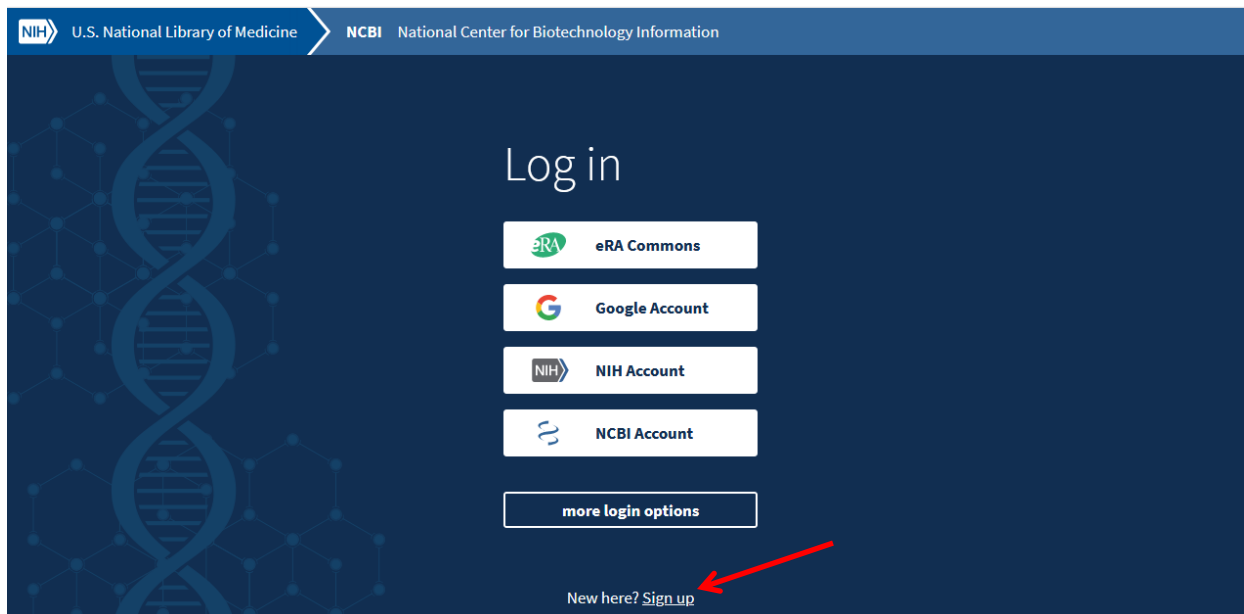 NIH U.S. National Library of Medicine NCBI National Center for Biotechnology Information
Log in
eRA eRA Commons
G Google Account
NIH NIH Account
NCBI Account
more login options
New here? Sign up